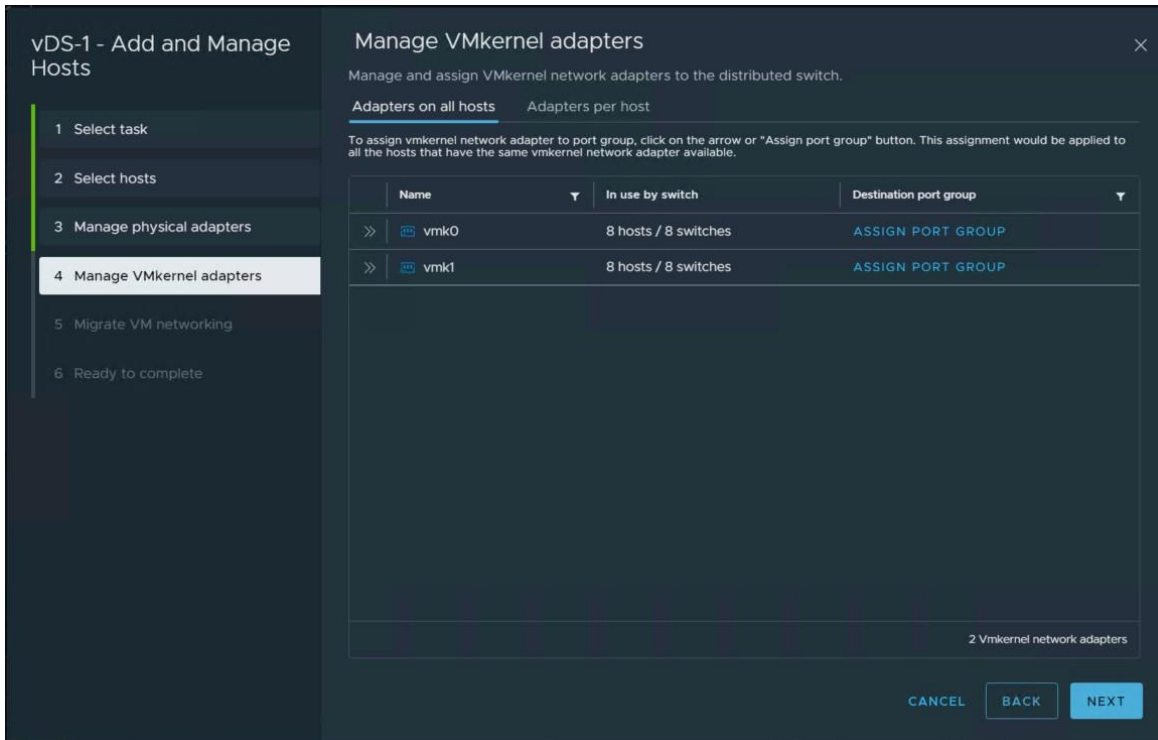 vDS-1 - Add and Manage
Hosts
1 Select task
2 Select hosts
3 Manage physical adapters
4 Manage VMkernel adapters
5 Migrate VM networking
6 Ready to complete
Manage VMkernel adapters
Manage and assign VMkernel network adapters to the distributed switch.
Adapters on all hosts Adapters per host
To assign vmkernel network adapter to port group, click on the arrow or "Assign port group" button. This assignment would be applied to
all the hosts that have the same vmkernel network adapter available.
Name In use by switch Destination port group
vmk0 8 hosts / 8 switches ASSIGN PORT GROUP
vmk1 8 hosts / 8 switches ASSIGN PORT GROUP
2 Vmkernel network adapters
CANCEL BACK NEXT